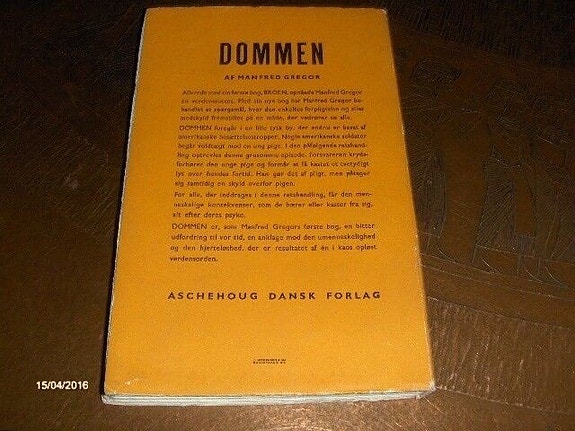 DOMMEN
AF MANFRED GREGOR
Allerede med sin første bog, BROEN, opnåede Manfred Gregor
en verdenssucces. Med sin nye bog har Manfred Gregor be-
handlet et spørgsmål, hvor den enkeltes forpligtelse og eller
medskyld fremstilles på en måde, der vedrører os alle.
DOMMEN foregår i en lille tysk by, der endnu er besat af
amerikanske besættelsestropper. Nogle amerikanske soldater
begår voldtægt mod en ung pige. I den påfølgende retshand-
ling oprulles denne grusomme episode. Forsvareren kryds-
forhører den unge pige og formår at få kastet et tvetydigt
lys over hendes fortid. Han gør det af pligt, men påtager
sig samtidig en skyld overfor pigen.
For alle, der inddrages i denne retshandling, får den men-
neskelige konsekvenser, som de bærer eller kaster fra sig,
alt efter deres psyke.
DOMMEN er, som Manfred Gregors første bog, en bitter
udfordring til vor tid, en anklage mod den umenneskelighed
og den hjerteløshed, der er resultatet af én i kaos opløst
verdensorden.
ASCHEHOUG DANSK FORLAG
15/04/2016